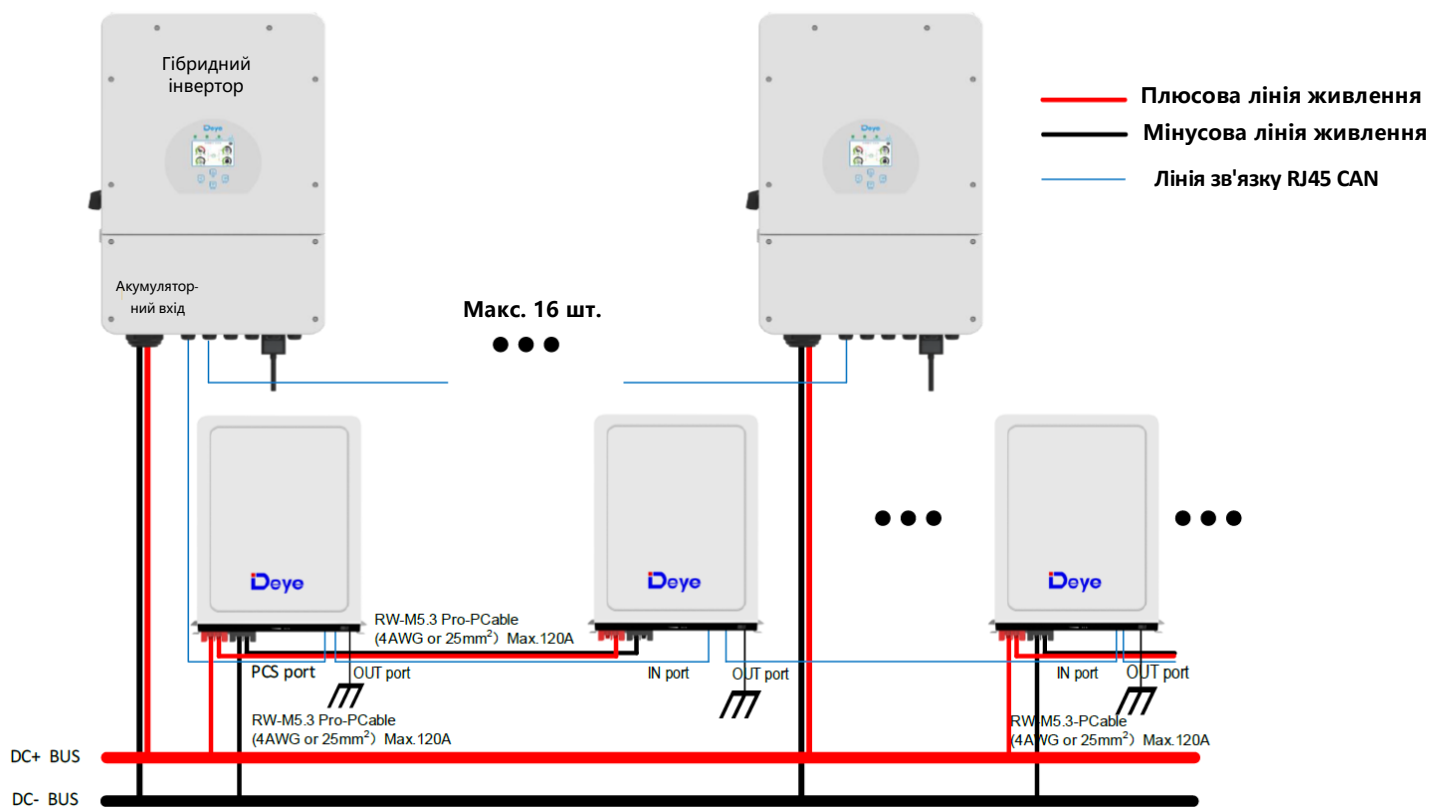 Гібридний
інвертор
Deye
Deye
Плюсова лінія живлення
Мінусова лінія живлення
Лінія зв'язку RJ45 CAN
Акумулятор-
ний вхід
Макс. 16 шт.
Deye
Deye
Deye
RW-M5.3 Pro-PCable
(4AWG or 25mm²) Max.120A
PCS port
OUT port
IN port
OUT port
IN port
OUT port
RW-M5.3 Pro-PCable
(4AWG or 25mm²) Max.120A
RW-M5.3-PCable
(4AWG or 25mm²) Max.120A
DC+ BUS
DC- BUS